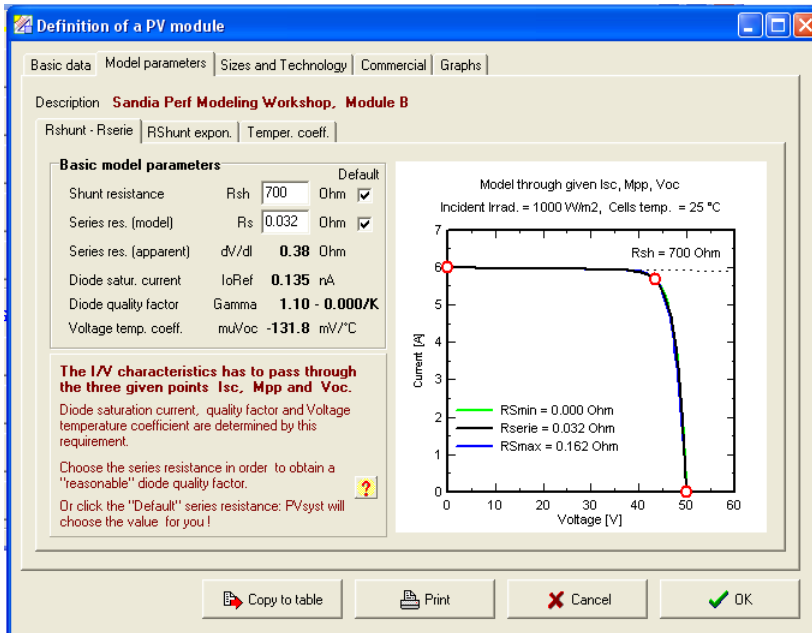 Definition of a PV module
Basic data Model parameters Sizes and Technology Commercial Graphs
Description Sandia Perf Modeling Workshop, Module B
Rshunt - Rserie RShunt expon. Temper. coeff.
Basic model parameters
Default
Shunt resistance Rsh 700 Ohm
Series res. (model) Rs 0.032 Ohm
Series res. (apparent) dV/dI 0.38 Ohm
Diode satur. current IoRef 0.135 nA
Diode quality factor Gamma 1.10 - 0.000/K
Voltage temp. coeff. muVoc -131.8 mV/°C
The I/V characteristics has to pass through
the three given points Isc, Mpp and Voc.
Diode saturation current, quality factor and Voltage
temperature coefficient are determined by this
requirement.
Choose the series resistance in order to obtain a
"reasonable" diode quality factor.
?
Or click the "Default" series resistance: PVsyst will
choose the value for you !
Model through given Isc, Mpp, Voc
Incident Irrad. = 1000 W/m2, Cells temp. = 25 °C
7
Rsh = 700 Ohm
6
5
4
3
2
1
0
Current [A]
RSmin = 0.000 Ohm
RSerie = 0.032 Ohm
RSmax = 0.162 Ohm
0 10 20 30 40 50 60
Voltage [V]
Copy to table Print Cancel OK